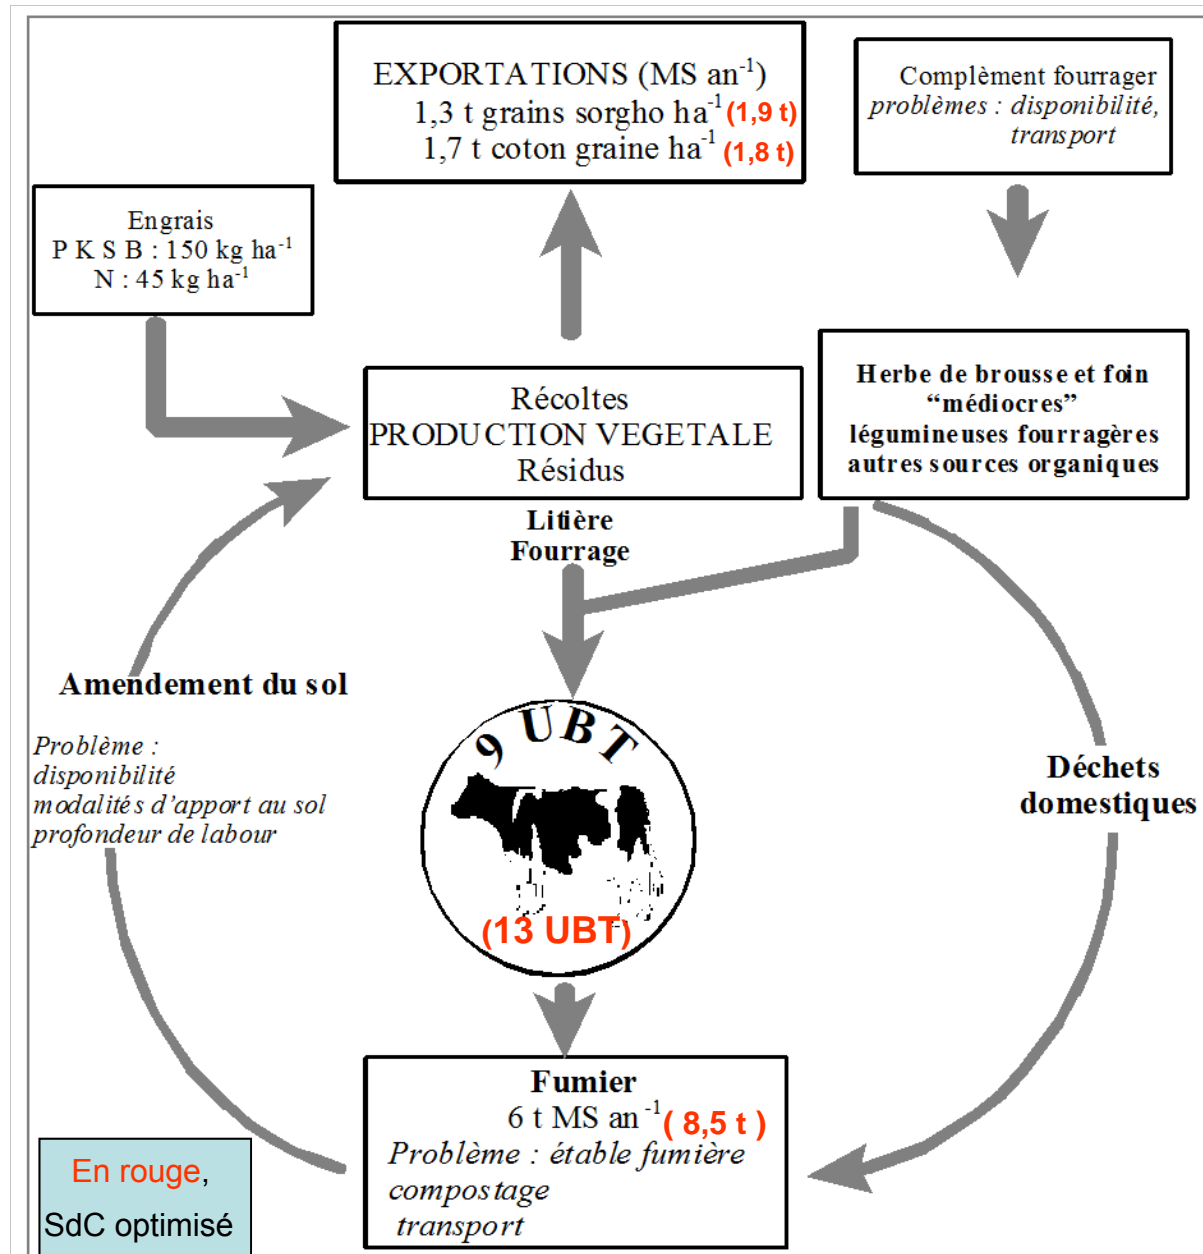 EXPORTATIONS (MS an⁻¹)
1,3 t grains sorgho ha⁻¹ (1,9 t)
1,7 t coton graine ha⁻¹ (1,8 t)
Complèment fourrager
problèmes : disponibilité,
transport
Engrais
P K S B : 150 kg ha⁻¹
N : 45 kg ha⁻¹
Récoltes
PRODUCTION VEGETALE
Résidus
Herbe de brousse et foin
“médiocres”
légumineuses fourragères
autres sources organiques
Litière
Fourrage
Amendement du sol
Problème :
disponibilité
modalités d’apport au sol
profondeur de labour
9 UBT
(13 UBT)
Déchets
domestiques
Fumier
6 t MS an ⁻¹ ( 8,5 t )
Problème : étable fumière
compostage
transport
En rouge,
SdC optimisé